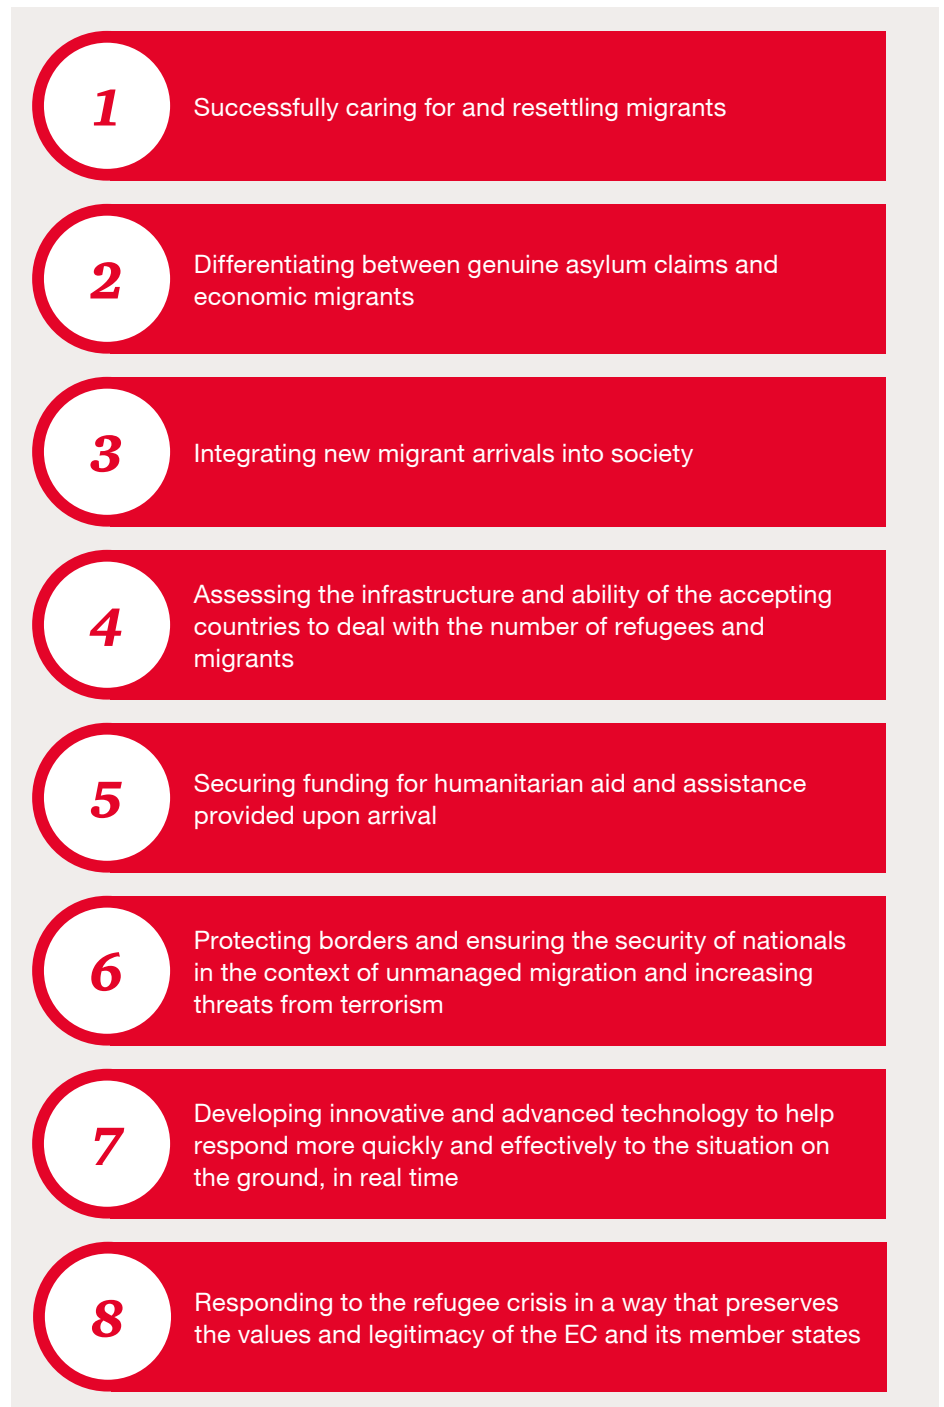 1
Successfully caring for and resettling migrants
2
Differentiating between genuine asylum claims and
economic migrants
3
Integrating new migrant arrivals into society
4
Assessing the infrastructure and ability of the accepting
countries to deal with the number of refugees and
migrants
5
Securing funding for humanitarian aid and assistance
provided upon arrival
6
Protecting borders and ensuring the security of nationals
in the context of unmanaged migration and increasing
threats from terrorism
7
Developing innovative and advanced technology to help
respond more quickly and effectively to the situation on
the ground, in real time
8
Responding to the refugee crisis in a way that preserves
the values and legitimacy of the EC and its member states